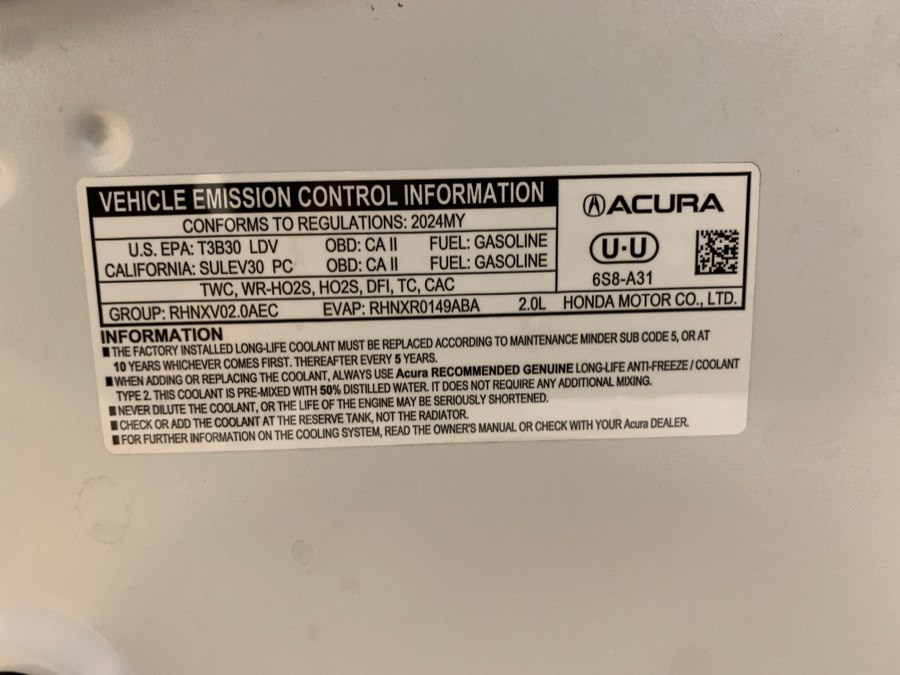 VEHICLE EMISSION CONTROL INFORMATION
CONFORMS TO REGULATIONS: 2024MY
U.S. EPA: T3B30 LDV OBD: CA II FUEL: GASOLINE
CALIFORNIA: SULEV30 PC OBD: CA II FUEL: GASOLINE
TWC, WR-HO2S, HO2S, DFI, TC, CAC
GROUP: RHNXV02.0AEC EVAP: RHNXR0149ABA 2.0L
ACURA
U·U
6S8-A31
HONDA MOTOR CO., LTD.
INFORMATION
■ THE FACTORY INSTALLED LONG-LIFE COOLANT MUST BE REPLACED ACCORDING TO MAINTENANCE MINDER SUB CODE 5, OR AT
10 YEARS WHICHEVER COMES FIRST. THEREAFTER EVERY 5 YEARS.
■ WHEN ADDING OR REPLACING THE COOLANT, ALWAYS USE Acura RECOMMENDED GENUINE LONG-LIFE ANTI-FREEZE / COOLANT
TYPE 2. THIS COOLANT IS PRE-MIXED WITH 50% DISTILLED WATER. IT DOES NOT REQUIRE ANY ADDITIONAL MIXING.
■ NEVER DILUTE THE COOLANT, OR THE LIFE OF THE ENGINE MAY BE SERIOUSLY SHORTENED.
■ CHECK OR ADD THE COOLANT AT THE RESERVE TANK, NOT THE RADIATOR.
■ FOR FURTHER INFORMATION ON THE COOLING SYSTEM, READ THE OWNER'S MANUAL OR CHECK WITH YOUR Acura DEALER.